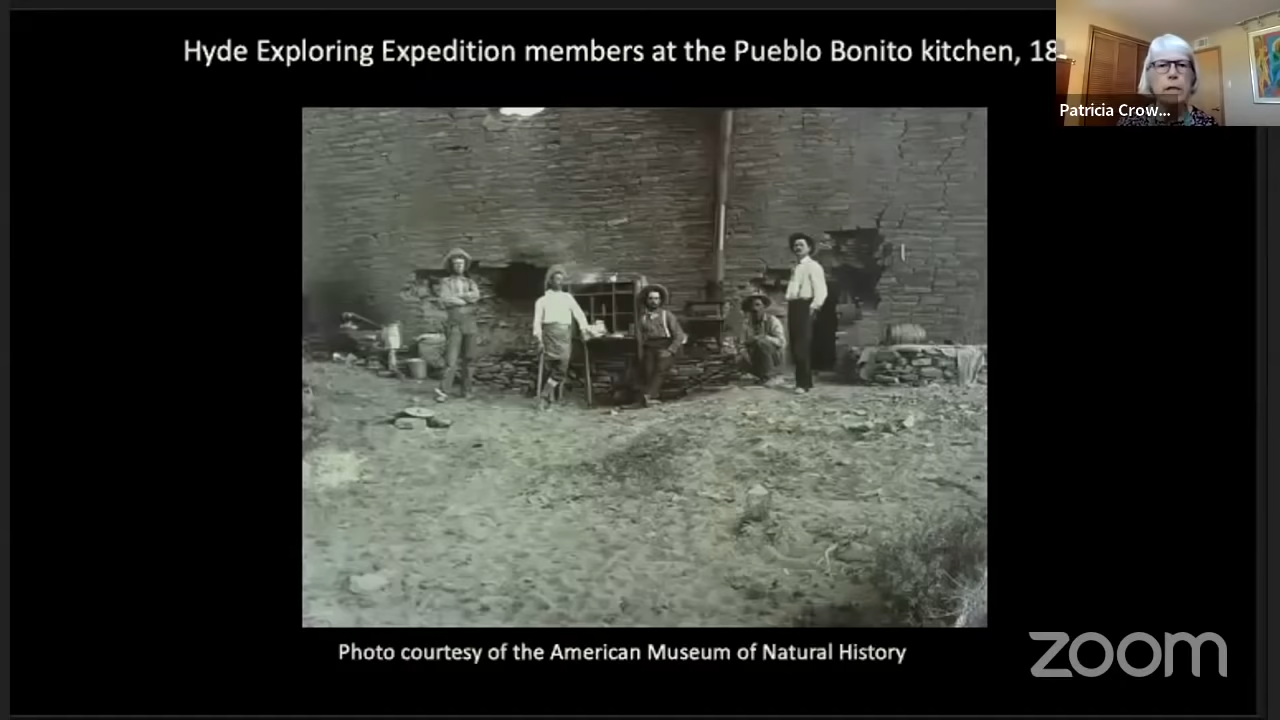 Hyde Exploring Expedition members at the Pueblo Bonito kitchen,
Patricia Crow...
Photo courtesy of the American Museum of Natural History
zoom